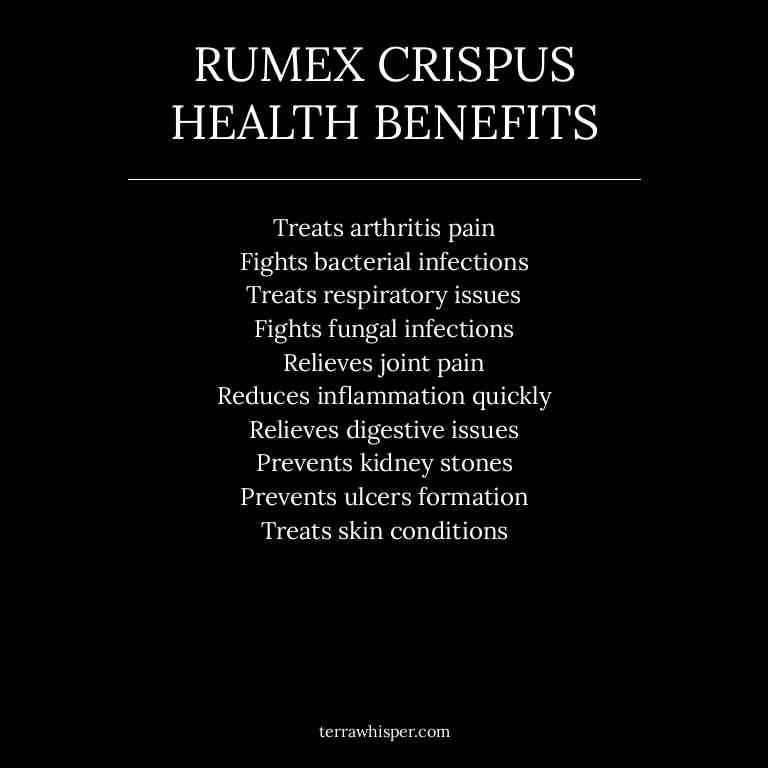 RUMEX CRISPUS
HEALTH BENEFITS
Treats arthritis pain
Fights bacterial infections
Treats respiratory issues
Fights fungal infections
Relieves joint pain
Reduces inflammation quickly
Relieves digestive issues
Prevents kidney stones
Prevents ulcers formation
Treats skin conditions
terrawhisper.com